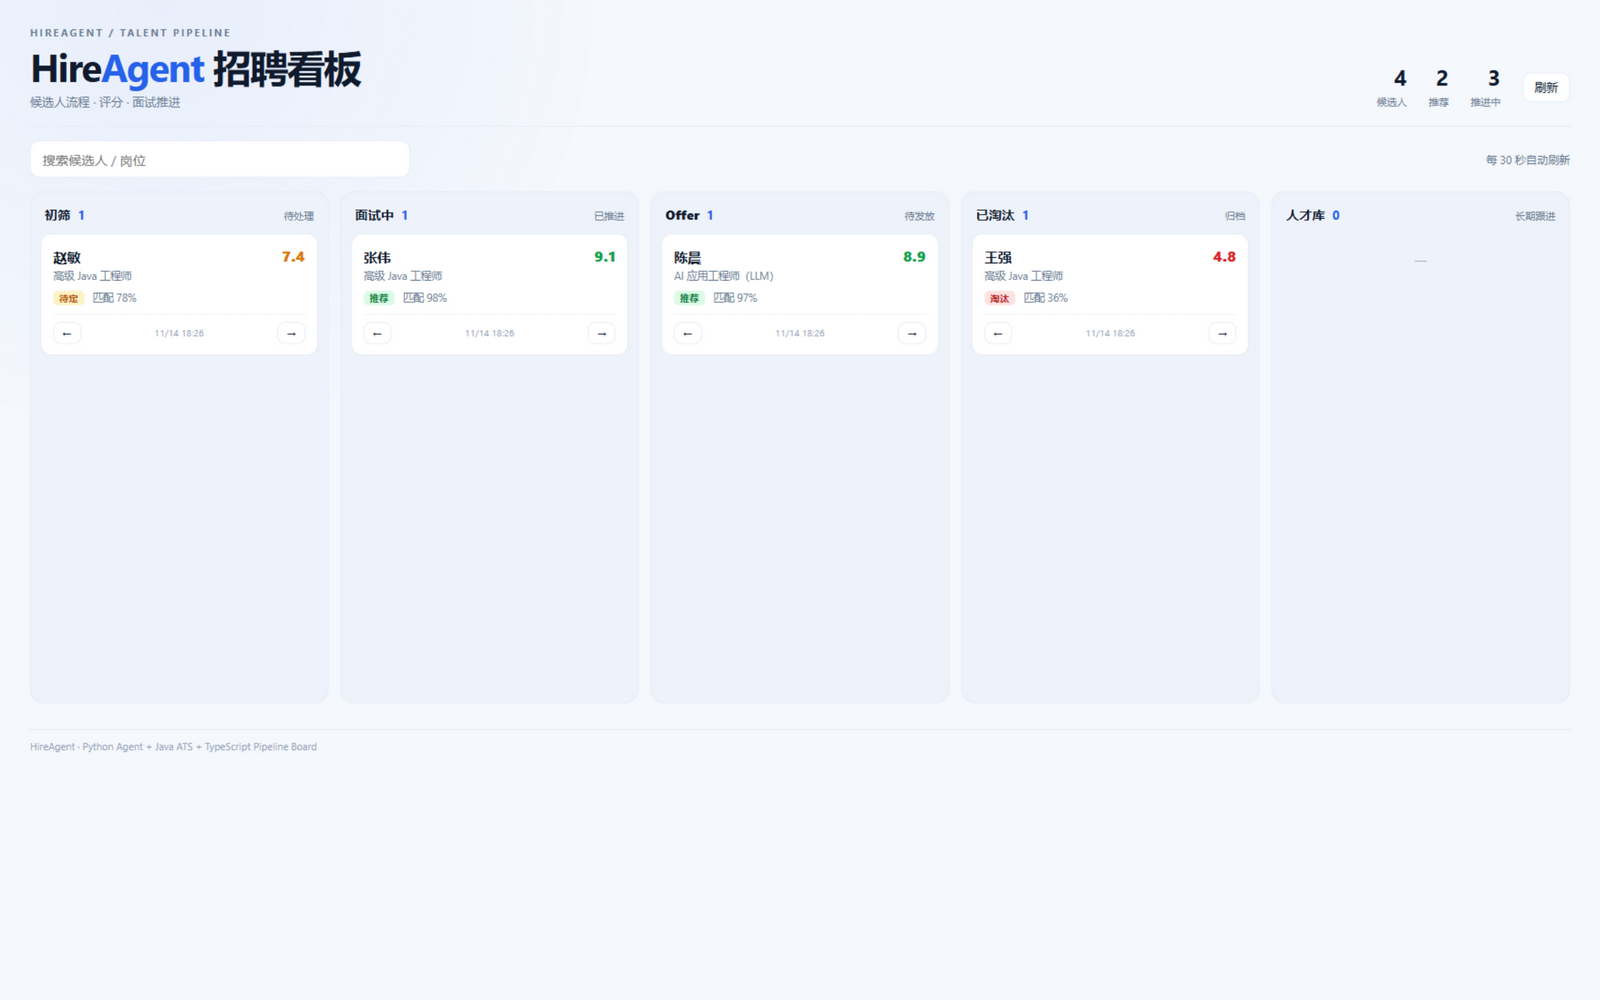 HIREAGENT / TALENT PIPELINE
HireAgent 招聘看板
候选人流程 · 评分 · 面试推进
4 候选人
2 推荐
3 推进中
刷新
搜索候选人 / 岗位
每 30 秒自动刷新
初筛 1 待处理
赵敏 7.4
高级 Java 工程师
待定 匹配 78%
← 11/14 18:26 →
面试中 1 已推进
张伟 9.1
高级 Java 工程师
推荐 匹配 98%
← 11/14 18:26 →
Offer 1 待发放
陈晨 8.9
AI 应用工程师（LLM）
推荐 匹配 97%
← 11/14 18:26 →
已淘汰 1 归档
王强 4.8
高级 Java 工程师
淘汰 匹配 36%
← 11/14 18:26 →
人才库 0 长期跟进
—
HireAgent · Python Agent + Java ATS + TypeScript Pipeline Board